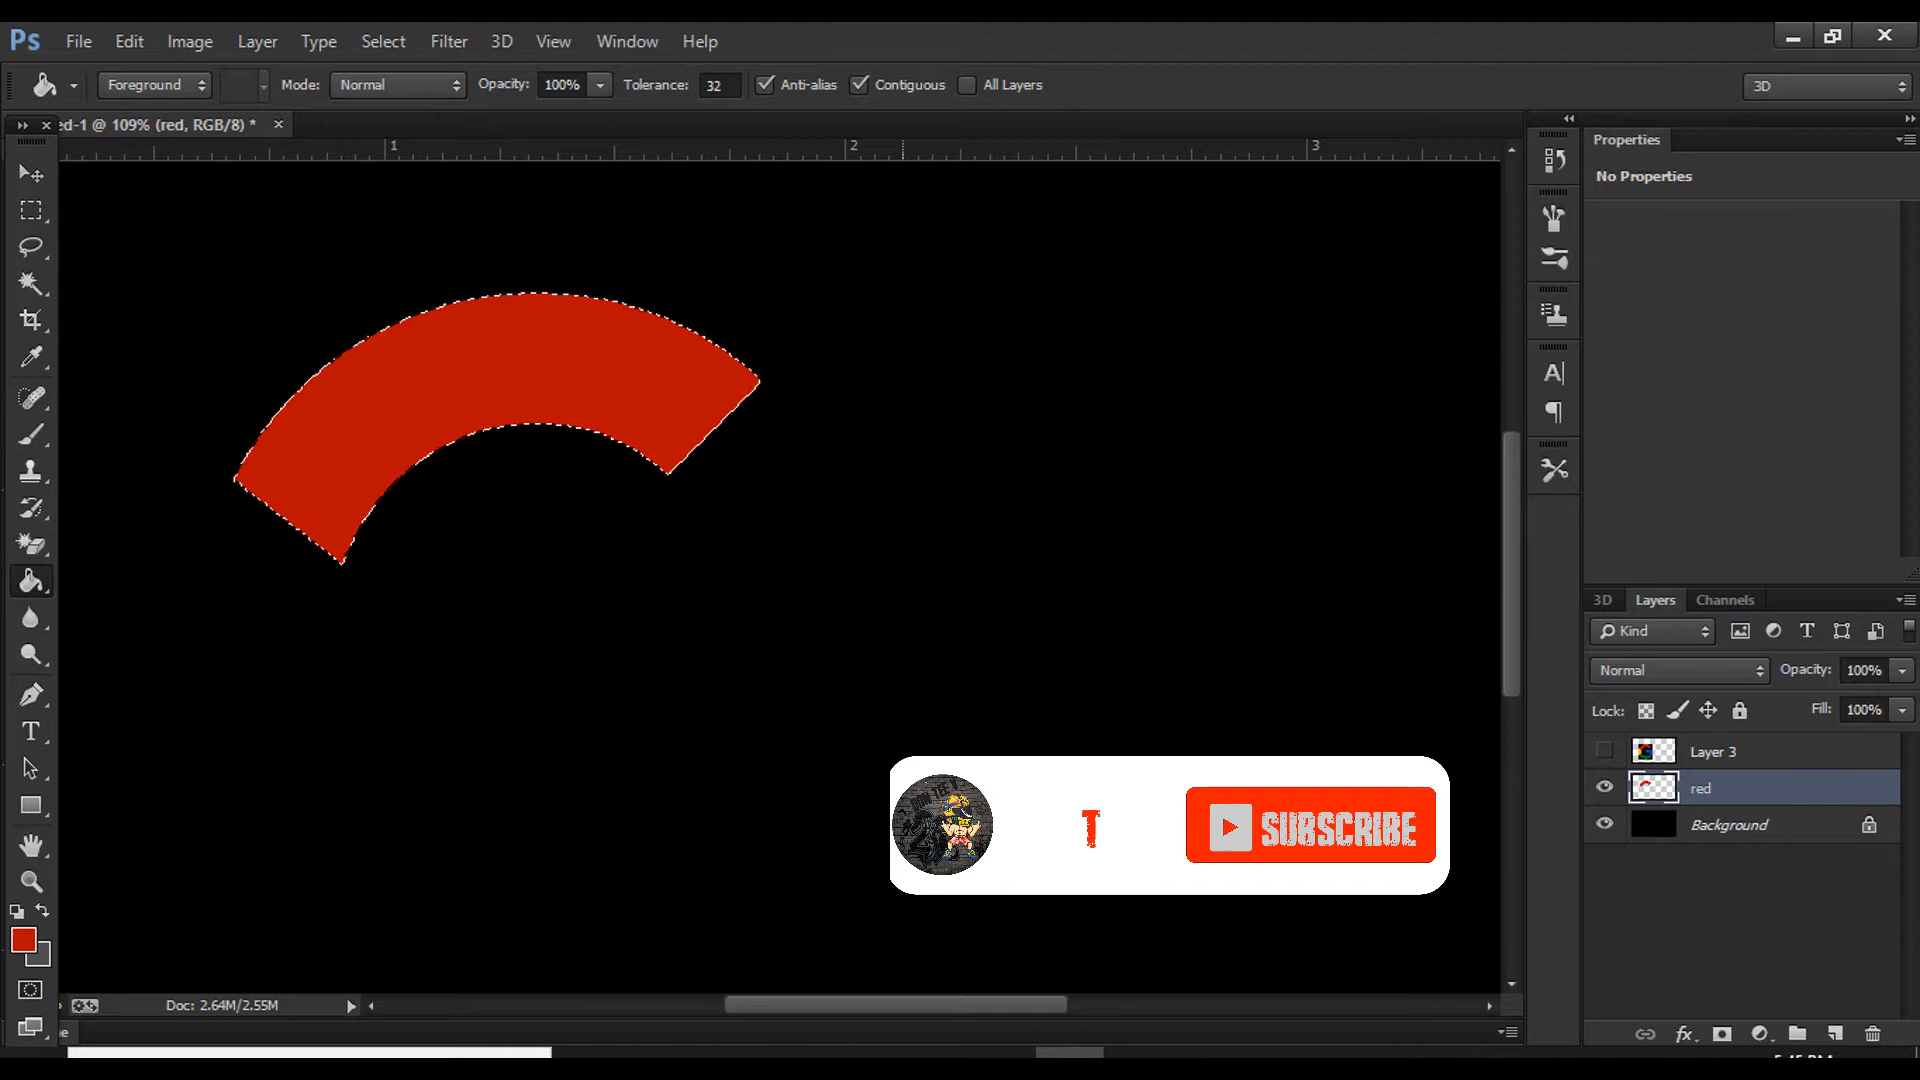 Ps File Edit Image Layer Type Select Filter 3D View Window Help
Foreground Mode: Normal Opacity: 100% Tolerance: 32 Anti-alias Contiguous All Layers 3D
ed-1 @ 109% (red, RGB/8) * ×
1 2 3
Properties
No Properties
3D Layers Channels
Kind
Normal Opacity: 100%
Lock: Fill: 100%
Layer 3
red
Background
T SUBSCRIBE
Doc: 2.64M/2.55M